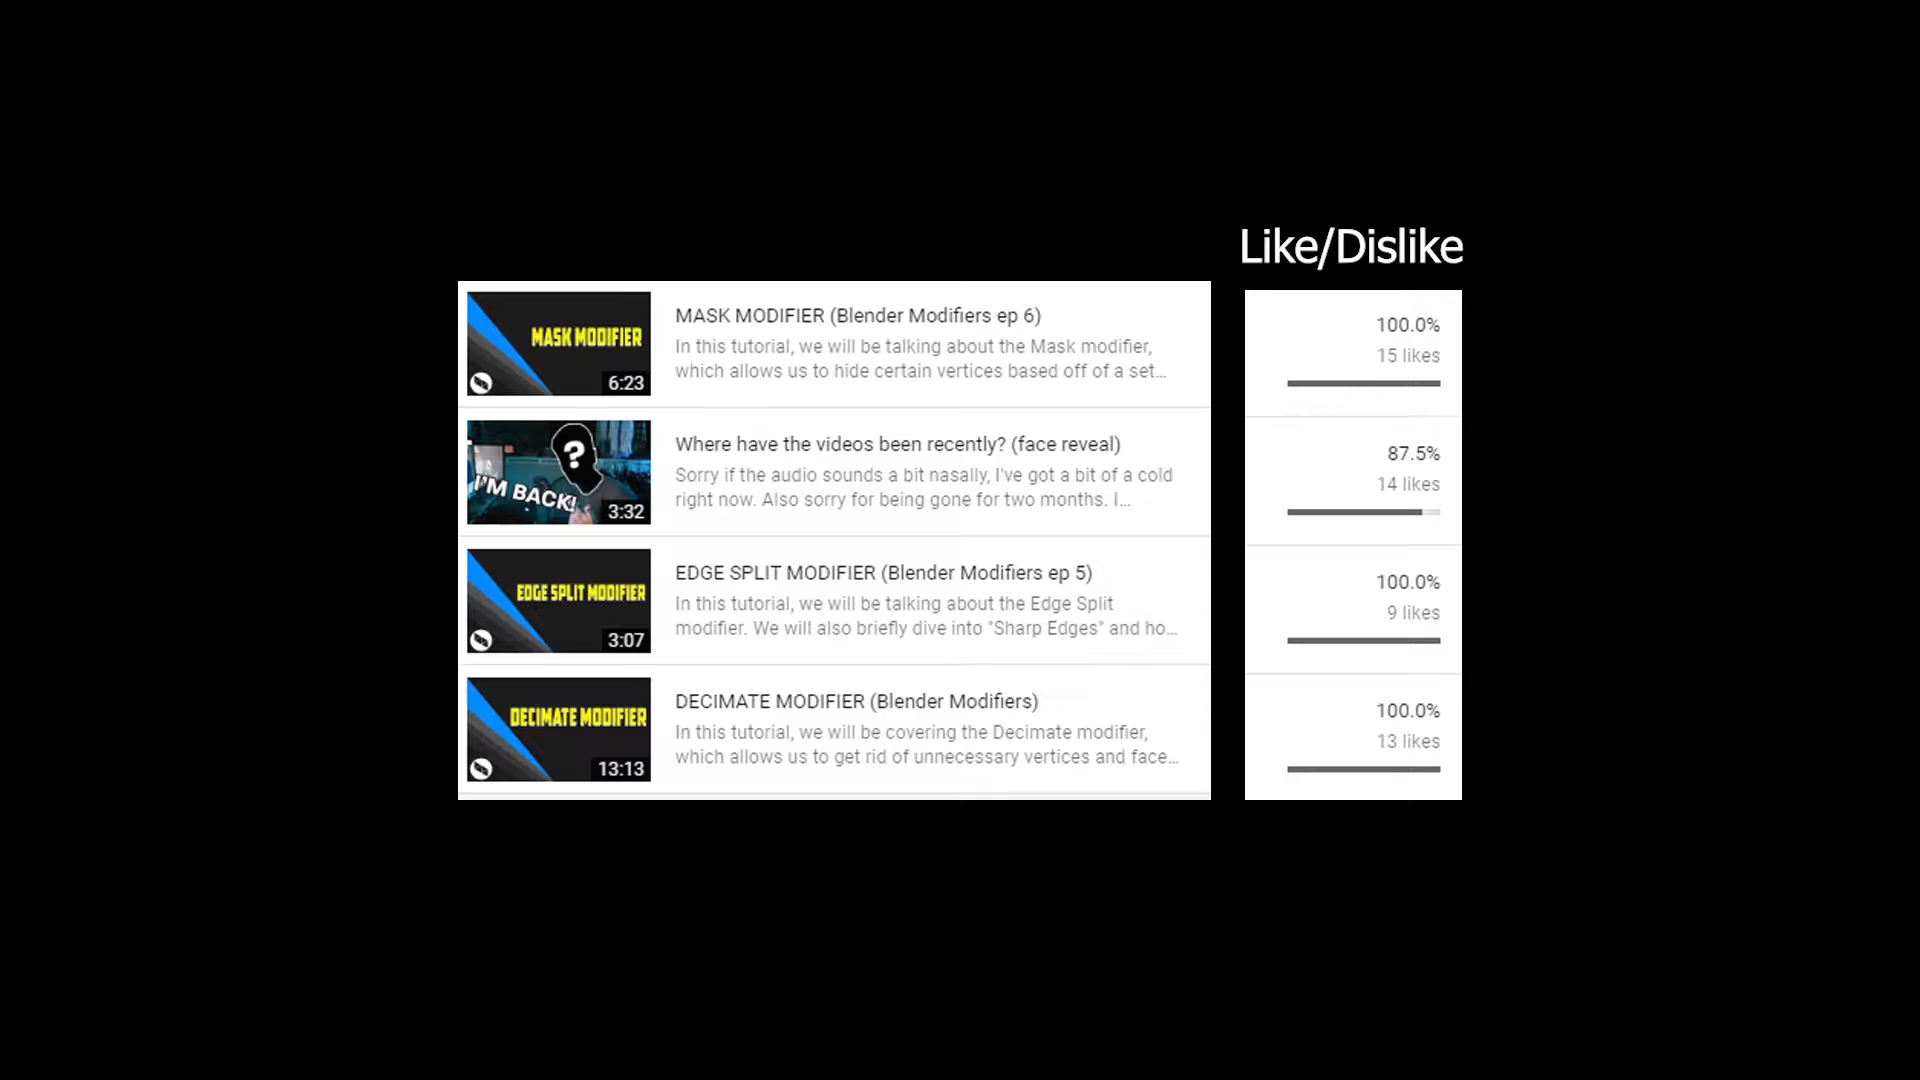 Like/Dislike
MASK MODIFIER
6:23
MASK MODIFIER (Blender Modifiers ep 6)
In this tutorial, we will be talking about the Mask modifier,
which allows us to hide certain vertices based off of a set...
100.0%
15 likes
?
I'M BACK!
3:32
Where have the videos been recently? (face reveal)
Sorry if the audio sounds a bit nasally, I've got a bit of a cold
right now. Also sorry for being gone for two months. I...
87.5%
14 likes
EDGE SPLIT MODIFIER
3:07
EDGE SPLIT MODIFIER (Blender Modifiers ep 5)
In this tutorial, we will be talking about the Edge Split
modifier. We will also briefly dive into "Sharp Edges" and ho...
100.0%
9 likes
DECIMATE MODIFIER
13:13
DECIMATE MODIFIER (Blender Modifiers)
In this tutorial, we will be covering the Decimate modifier,
which allows us to get rid of unnecessary vertices and face...
100.0%
13 likes